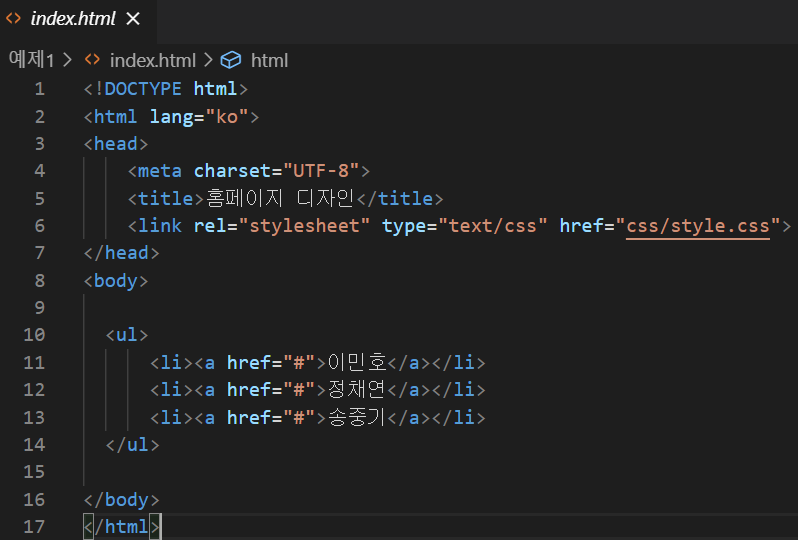 index.html ×
예제1 > index.html > html
1 <!DOCTYPE html>
2 <html lang="ko">
3 <head>
4     <meta charset="UTF-8">
5     <title>홈페이지 디자인</title>
6     <link rel="stylesheet" type="text/css" href="css/style.css">
7 </head>
8 <body>
9
10   <ul>
11       <li><a href="#">이민호</a></li>
12       <li><a href="#">정채연</a></li>
13       <li><a href="#">송중기</a></li>
14   </ul>
15
16 </body>
17 </html>